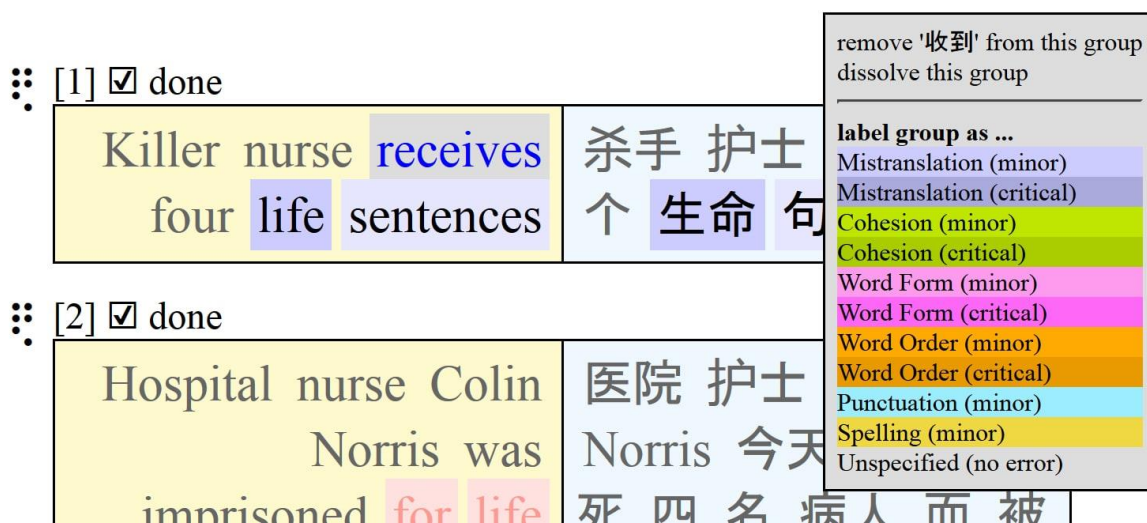 [1] ☑ done
Killer nurse receives
four life sentences
杀手 护士
个 生命
[2] ☑ done
Hospital nurse Colin
Norris was
imprisoned for life
医院 护士
Norris 今天
死 四 名 病人 而 被
remove '收到' from this group
dissolve this group
label group as ...
Mistranslation (minor)
Mistranslation (critical)
Cohesion (minor)
Cohesion (critical)
Word Form (minor)
Word Form (critical)
Word Order (minor)
Word Order (critical)
Punctuation (minor)
Spelling (minor)
Unspecified (no error)